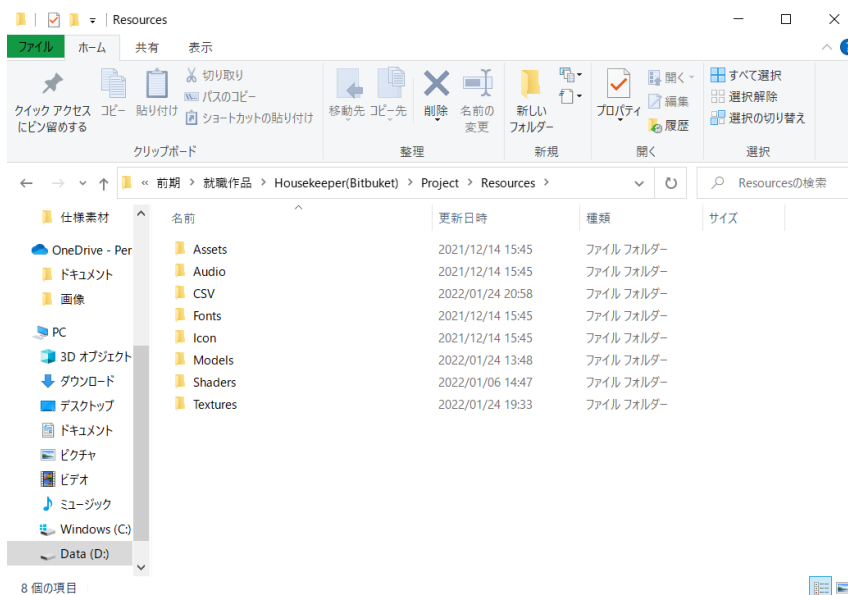 Resources
ファイル ホーム 共有 表示
クイック アクセス
にピン留めする
コピー
貼り付け
切り取り
パスのコピー
ショートカットの貼り付け
クリップボード
移動先 コピー先 削除 名前の
変更
整理
新しい
フォルダー
新規
プロパティ
開く
編集
履歴
開く
すべて選択
選択解除
選択の切り替え
選択
« 前期 > 就職作品 > Housekeeper(Bitbuket) > Project > Resources >
Resourcesの検索
仕様素材
OneDrive - Per
ドキュメント
画像
PC
3D オブジェクト
ダウンロード
デスクトップ
ドキュメント
ピクチャ
ビデオ
ミュージック
Windows (C:)
Data (D:)
名前 更新日時 種類 サイズ
Assets 2021/12/14 15:45 ファイル フォルダー
Audio 2021/12/14 15:45 ファイル フォルダー
CSV 2022/01/24 20:58 ファイル フォルダー
Fonts 2021/12/14 15:45 ファイル フォルダー
Icon 2021/12/14 15:45 ファイル フォルダー
Models 2022/01/24 13:48 ファイル フォルダー
Shaders 2022/01/06 14:47 ファイル フォルダー
Textures 2022/01/24 19:33 ファイル フォルダー
8 個の項目